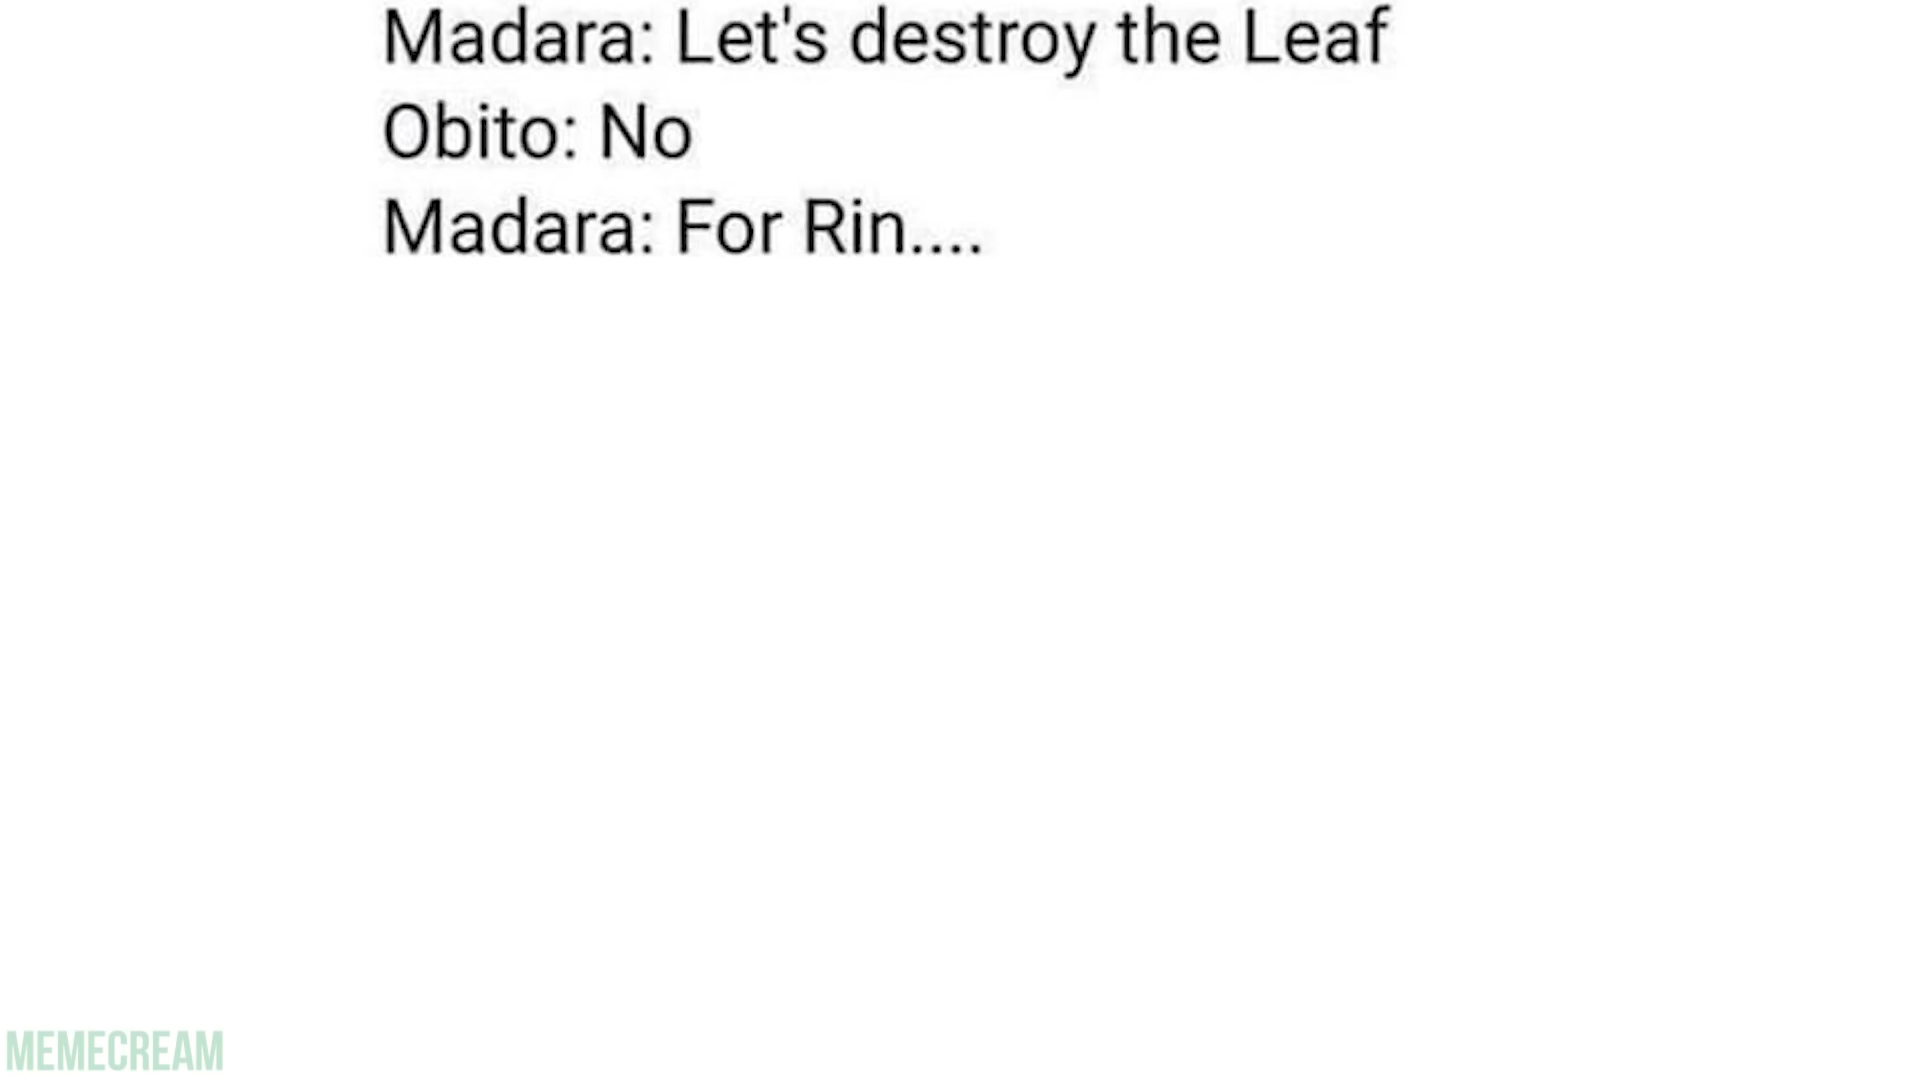 Madara: Let's destroy the Leaf
Obito: No
Madara: For Rin....
MEMECREAM